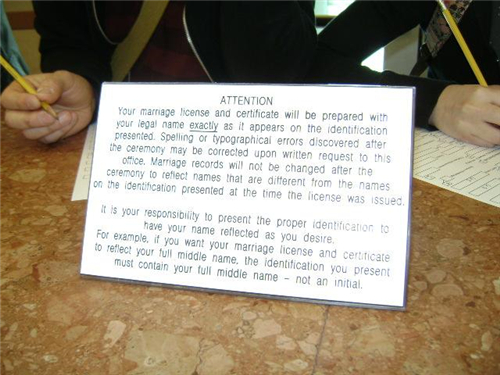 ATTENTION
Your marriage license and certificate will be prepared with
your legal name exactly as it appears on the identification
presented. Spelling or typographical errors discovered after
the ceremony may be corrected upon written request to this
office. Marriage records will not be changed after the
ceremony to reflect names that are different from the names
on the identification presented at the time the license was issued.
It is your responsibility to present the proper identification to
have your name reflected as you desire.
For example, if you want your marriage license and certificate
to reflect your full middle name, the identification you present
must contain your full middle name - not an initial.